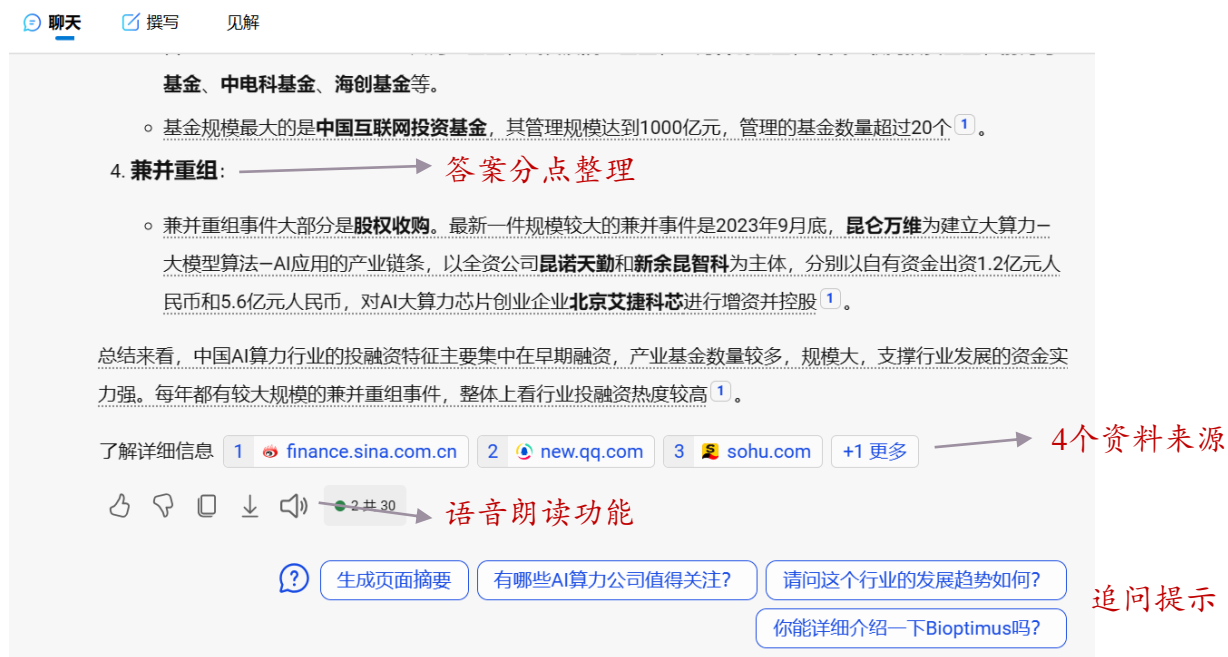 聊天 撰写 见解
基金、中电科基金、海创基金等。
基金规模最大的是中国互联网投资基金，其管理规模达到1000亿元，管理的基金数量超过20个 1 。
4. 兼并重组： 答案分点整理
兼并重组事件大部分是股权收购。最新一件规模较大的兼并事件是2023年9月底，昆仑万维为建立大算力—
大模型算法—AI应用的产业链条，以全资公司昆诺天勤和新余昆智科为主体，分别以自有资金出资1.2亿元人
民币和5.6亿元人民币，对AI大算力芯片创业企业北京艾捷科芯进行增资并控股 1 。
总结来看，中国AI算力行业的投融资特征主要集中在早期融资，产业基金数量较多，规模大，支撑行业发展的资金实
力强。每年都有较大规模的兼并重组事件，整体上看行业投融资热度较高 1 。
了解详细信息 1 finance.sina.com.cn 2 new.qq.com 3 sohu.com +1 更多 4个资料来源
2 共 30 语音朗读功能
生成页面摘要 有哪些AI算力公司值得关注？ 请问这个行业的发展趋势如何？
追问提示
你能详细介绍一下Bioptimus吗？